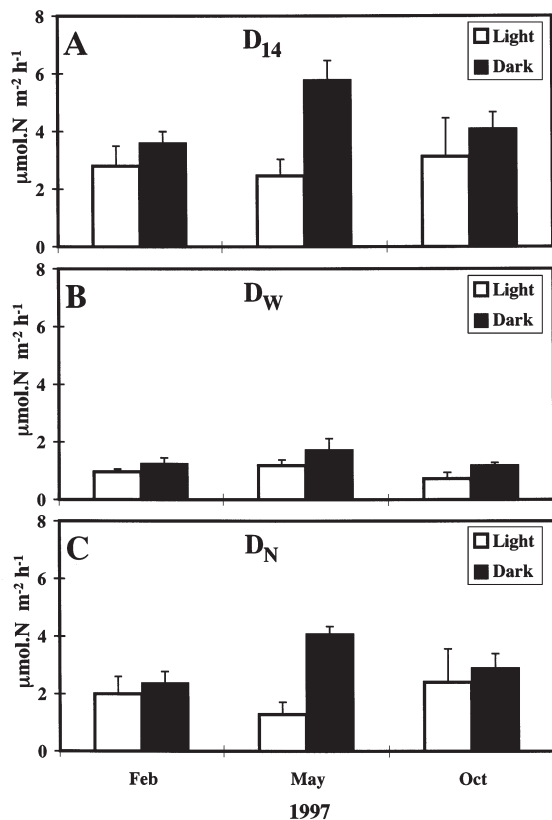 A
D14
Light
Dark
8
6
4
2
0
μmol.N m-2 h-1
B
DW
Light
Dark
8
6
4
2
0
μmol.N m-2 h-1
C
DN
Light
Dark
8
6
4
2
0
μmol.N m-2 h-1
Feb May Oct
1997